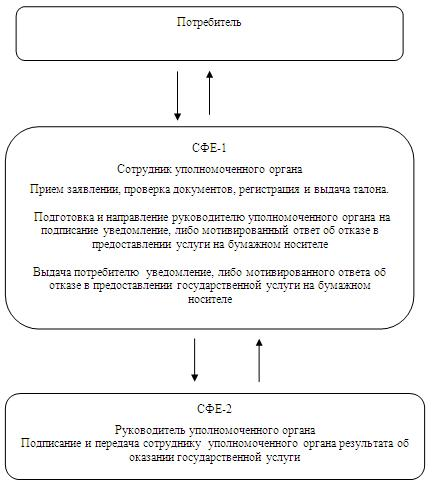 Потребитель
СФЕ-1
Сотрудник уполномоченного органа
Прием заявлении, проверка документов, регистрация и выдача талона.
Подготовка и направление руководителю уполномоченного органа на
подписание уведомление, либо мотивированный ответ об отказе в
предоставлении услуги на бумажном носителе
Выдача потребителю уведомление, либо мотивированного ответа об
отказе в предоставлении государственной услуги на бумажном
носителе
СФЕ-2
Руководитель уполномоченного органа
Подписание и передача сотруднику уполномоченного органа результата об
оказании государственной услуги